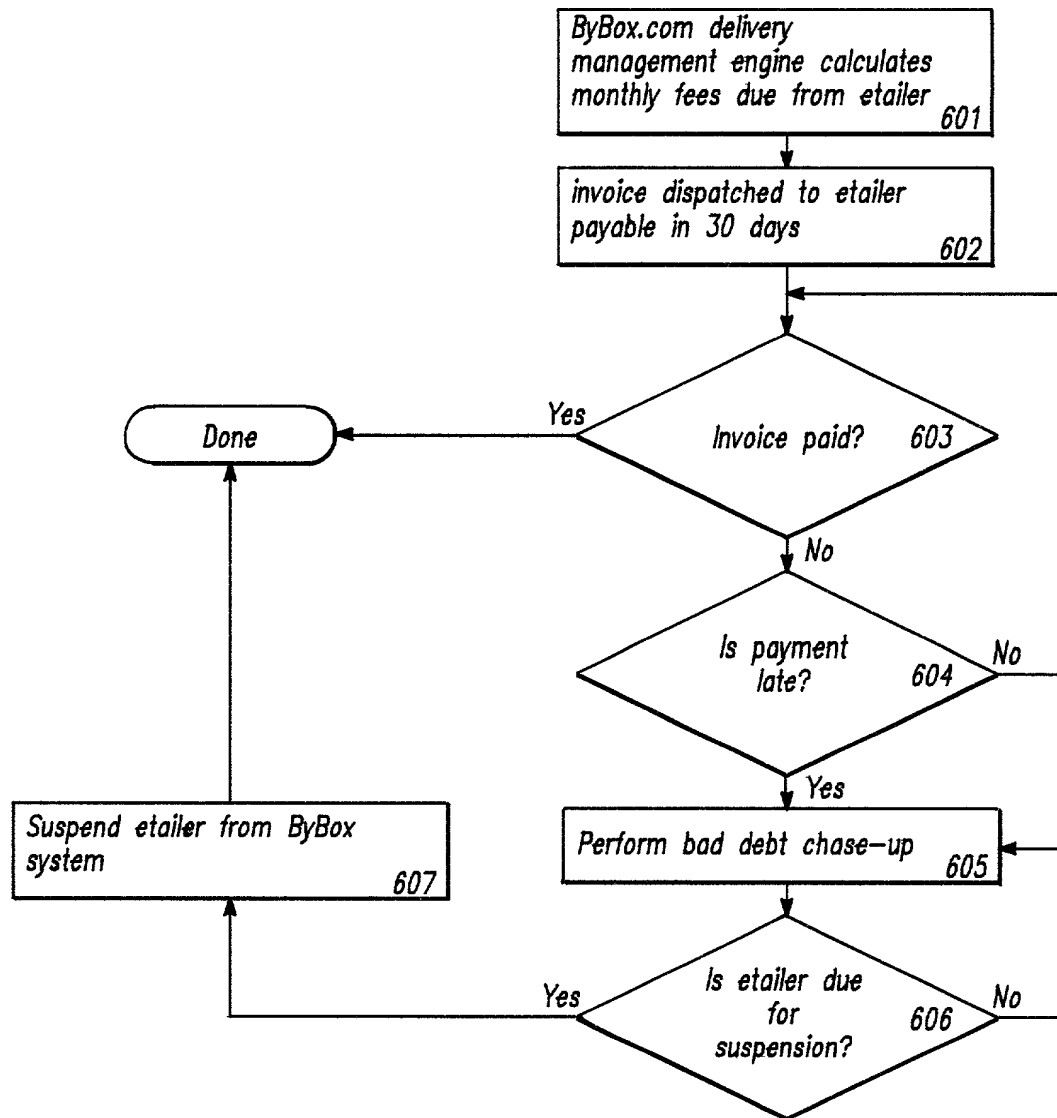 ByBox.com delivery
management engine calculates
monthly fees due from etailer
601
invoice dispatched to etailer
payable in 30 days
602
Yes
Done
Invoice paid? 603
No
Is payment
late?
604
No
Yes
Suspend etailer from ByBox
system
607
Perform bad debt chase-up
605
Yes
Is etailer due
for
suspension?
606
No